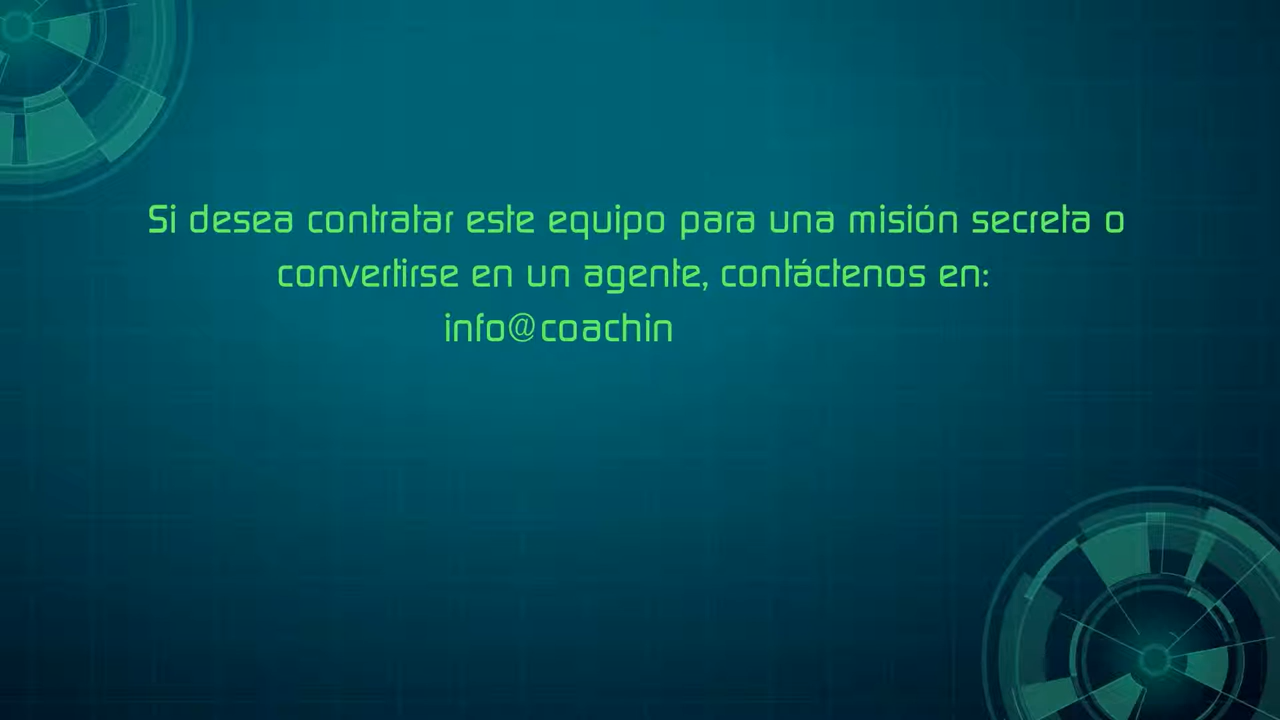 Si desea contratar este equipo para una misión secreta o
convertirse en un agente, contáctenos en:
info@coachin